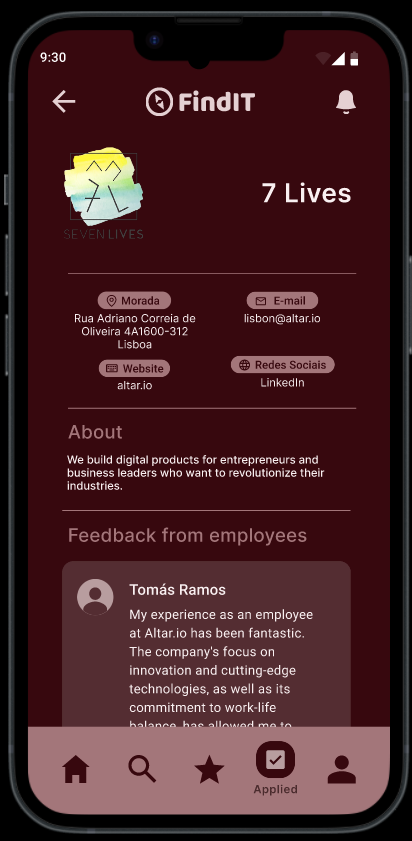 9:30
FindIT
7 Lives
SEVEN LIVES
Morada
Rua Adriano Correia de
Oliveira 4A1600-312
Lisboa
E-mail
lisbon@altar.io
Website
altar.io
Redes Sociais
LinkedIn
About
We build digital products for entrepreneurs and
business leaders who want to revolutionize their
industries.
Feedback from employees
Tomás Ramos
My experience as an employee
at Altar.io has been fantastic.
The company's focus on
innovation and cutting-edge
technologies, as well as its
commitment to work-life
balance, has allowed me to
Applied